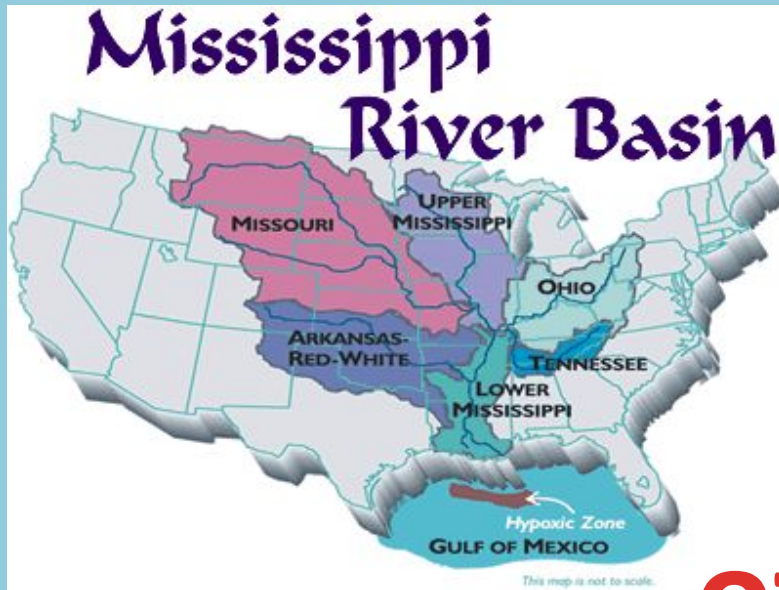 Mississippi
River Basin
UPPER
MISSISSIPPI
MISSOURI
OHIO
ARKANSAS-
RED-WHITE
TENNESSEE
LOWER
MISSISSIPPI
Hypoxic Zone
GULF OF MEXICO
This map is not to scale.